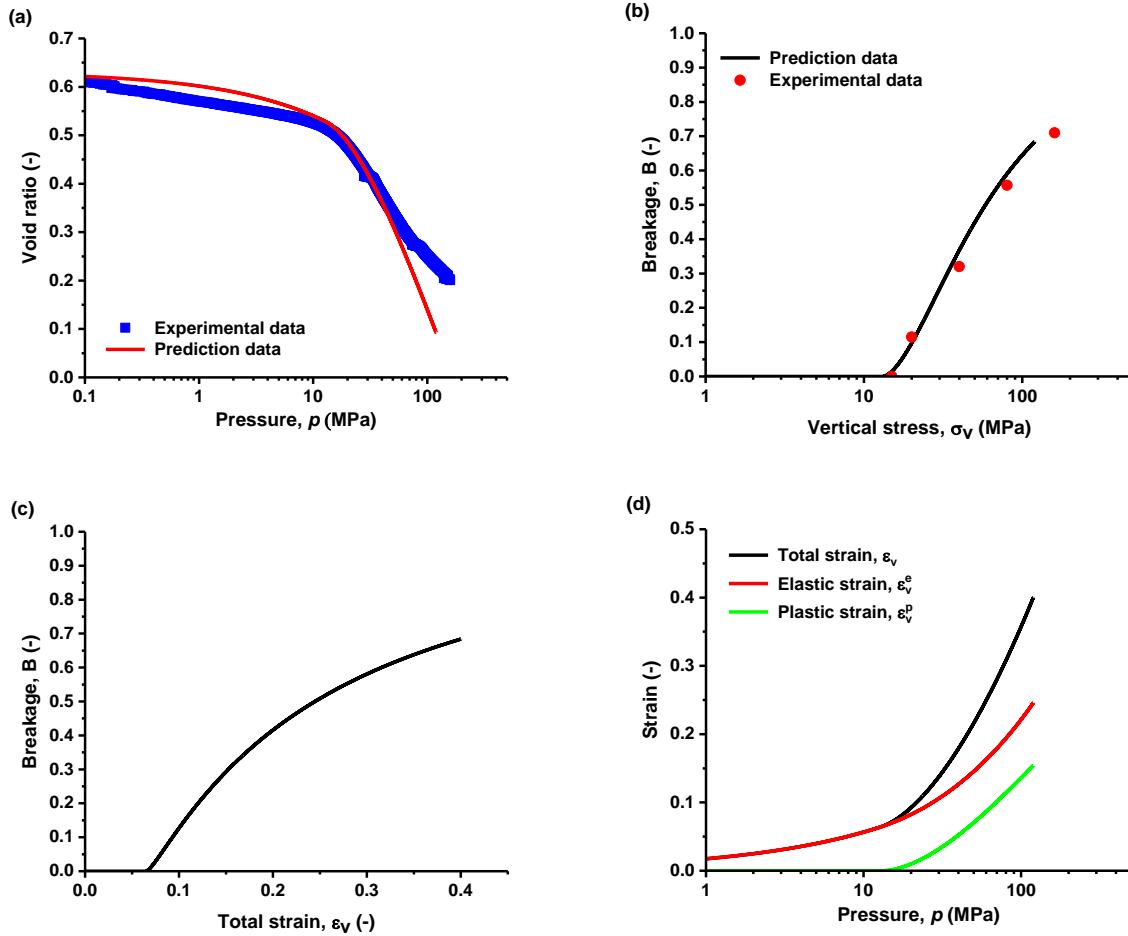 (a)
0.7
0.6
0.5
0.4
0.3
0.2
0.1
0.0
Void ratio (-)
Experimental data
Prediction data
0.1
1
10
100
Pressure, p (MPa)
(b)
1.0
0.9
0.8
0.7
0.6
0.5
0.4
0.3
0.2
0.1
0.0
Breakage, B (-)
Prediction data
Experimental data
1
10
100
Vertical stress, σv (MPa)
(c)
1.0
0.9
0.8
0.7
0.6
0.5
0.4
0.3
0.2
0.1
0.0
Breakage, B (-)
0.0
0.1
0.2
0.3
0.4
Total strain, εv (-)
(d)
0.5
0.4
0.3
0.2
0.1
0.0
Strain (-)
Total strain, εv
Elastic strain, εv^e
Plastic strain, εv^p
1
10
100
Pressure, p (MPa)